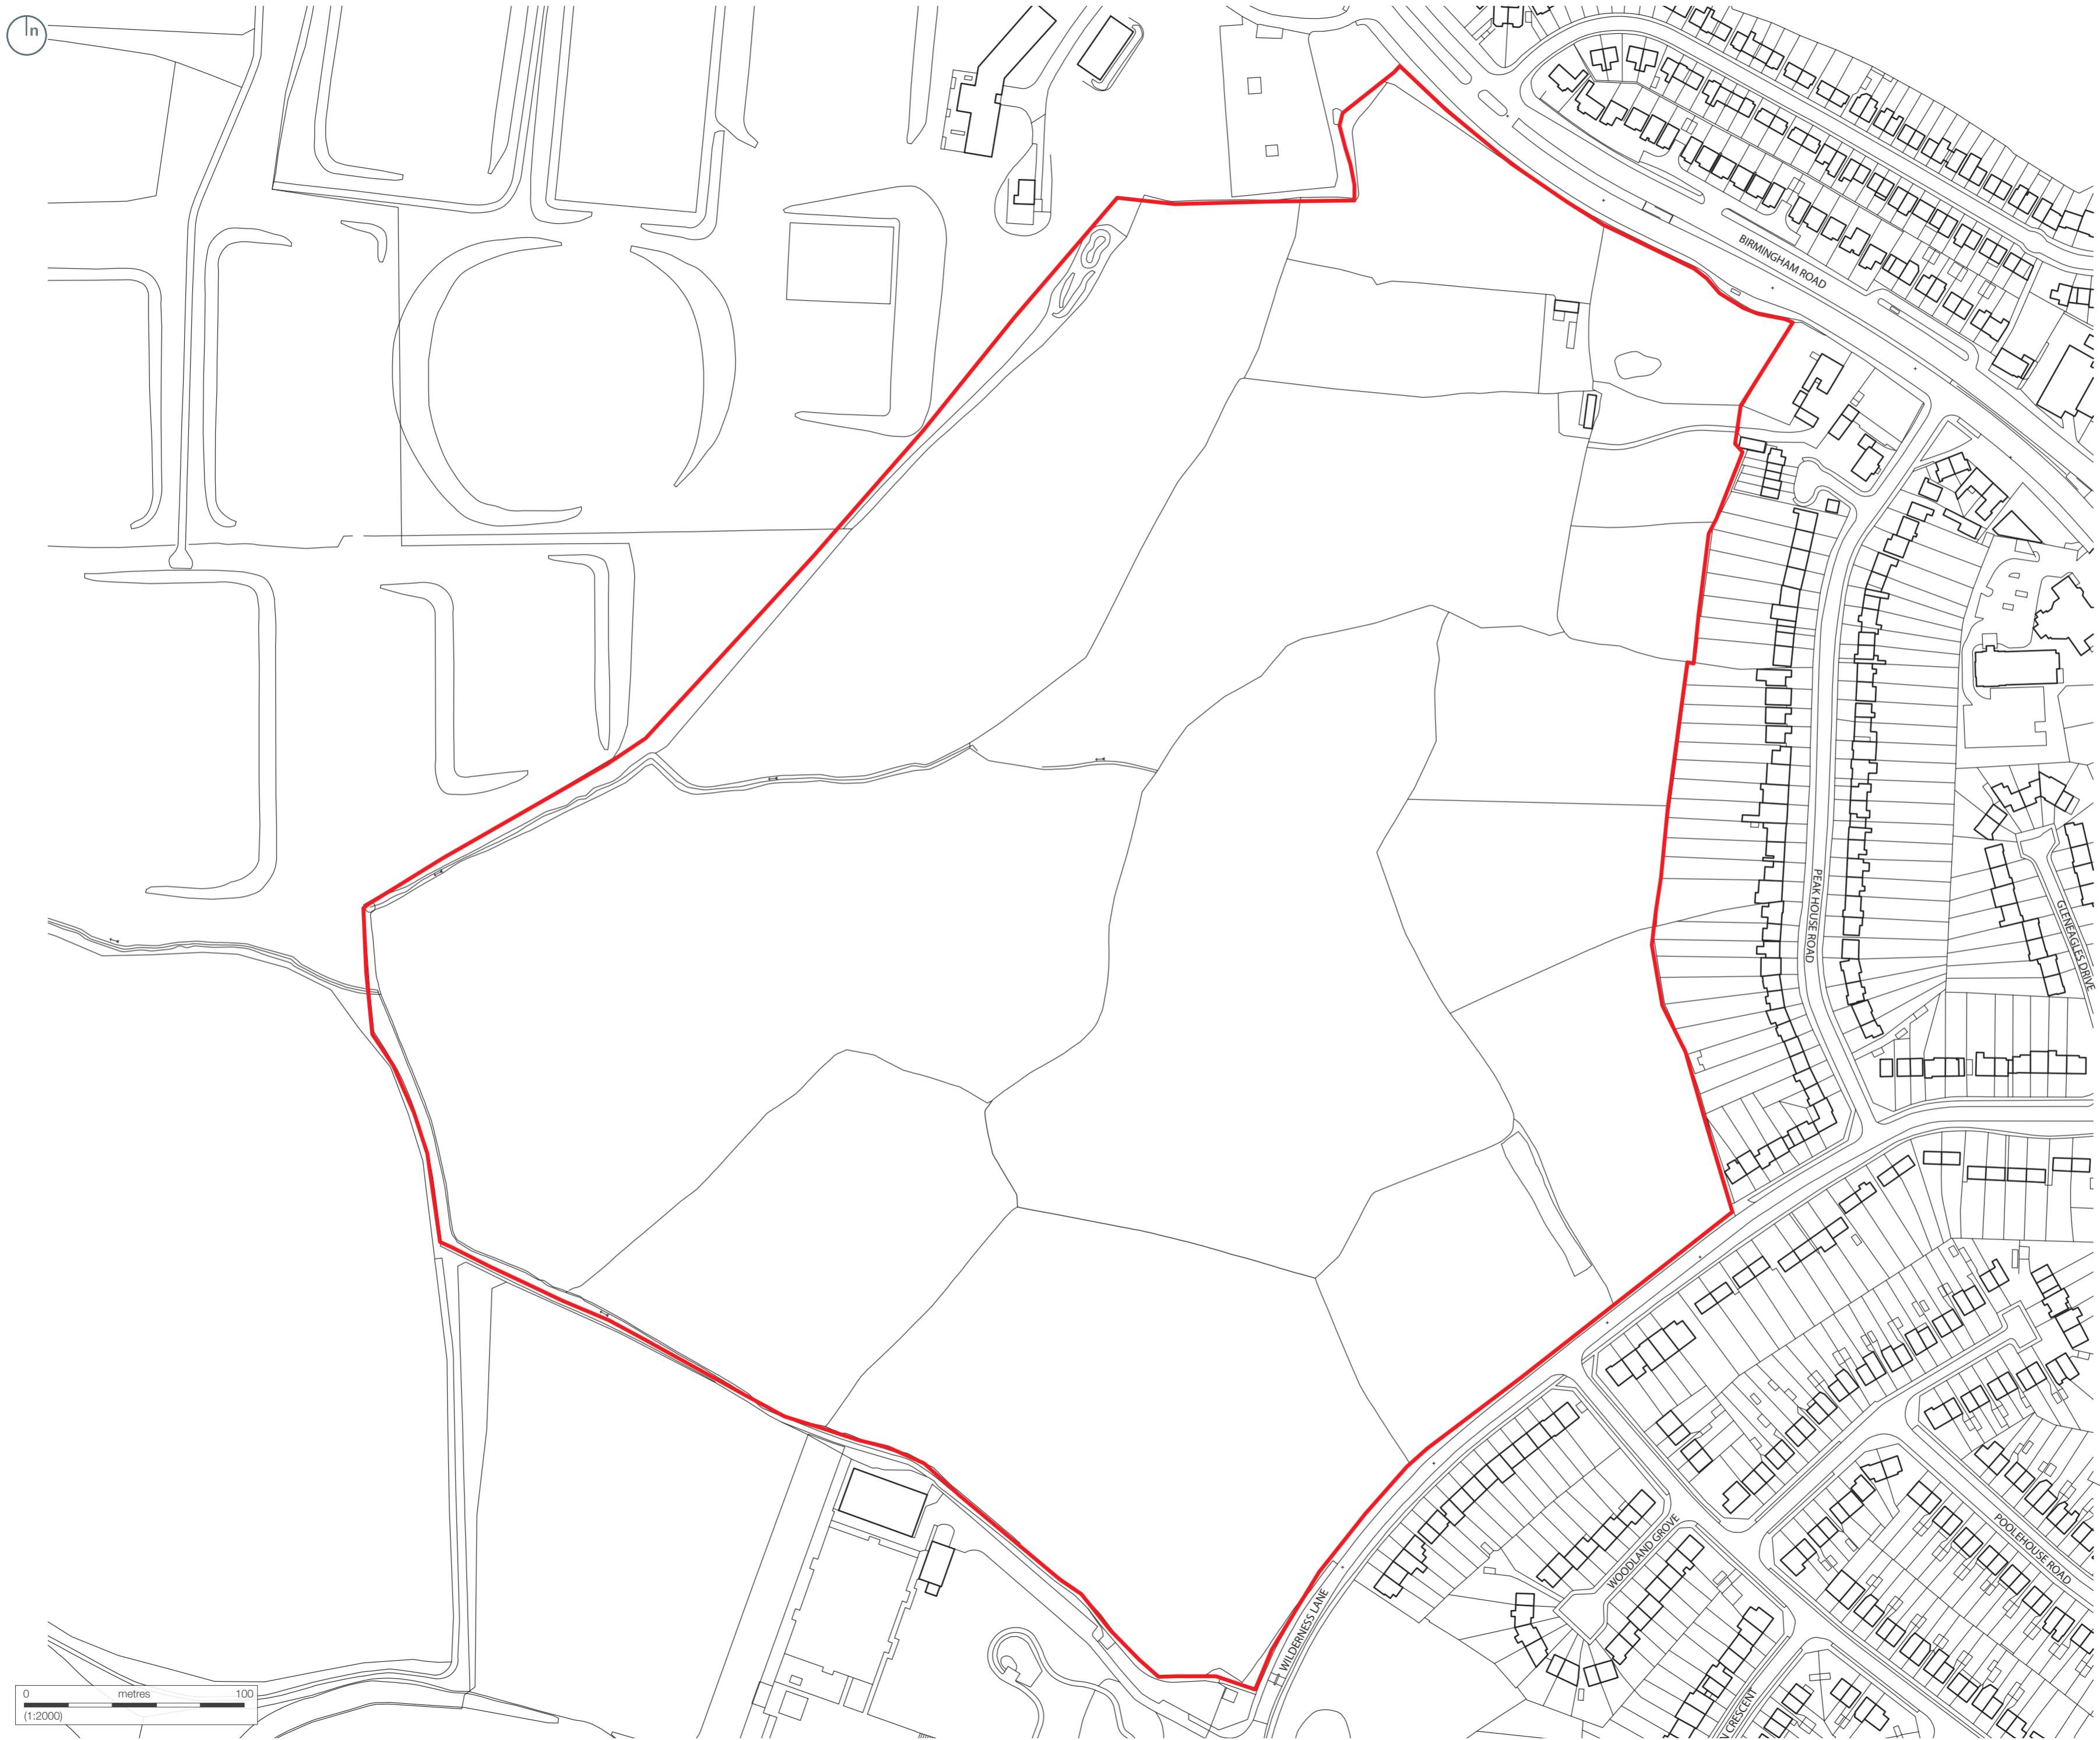 n
BIRMINGHAM ROAD
PEAK HOUSE ROAD
GLENEAGLES DRIVE
WOODLAND GROVE
POOLEHOUSE ROAD
WILDERNESS LANE
CRESCENT
0 metres 100
(1:2000)